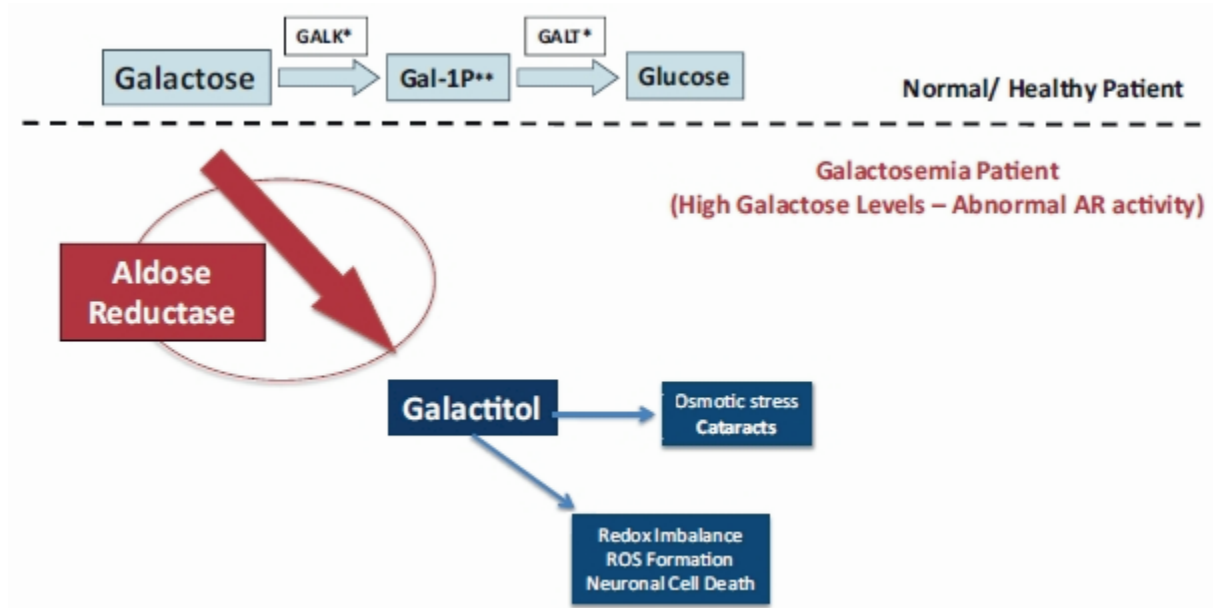 GALK*
GALT*
Galactose
Gal-1P**
Glucose
Normal/ Healthy Patient
Galactosemia Patient
(High Galactose Levels – Abnormal AR activity)
Aldose
Reductase
Galactitol
Osmotic stress
Cataracts
Redox Imbalance
ROS Formation
Neuronal Cell Death